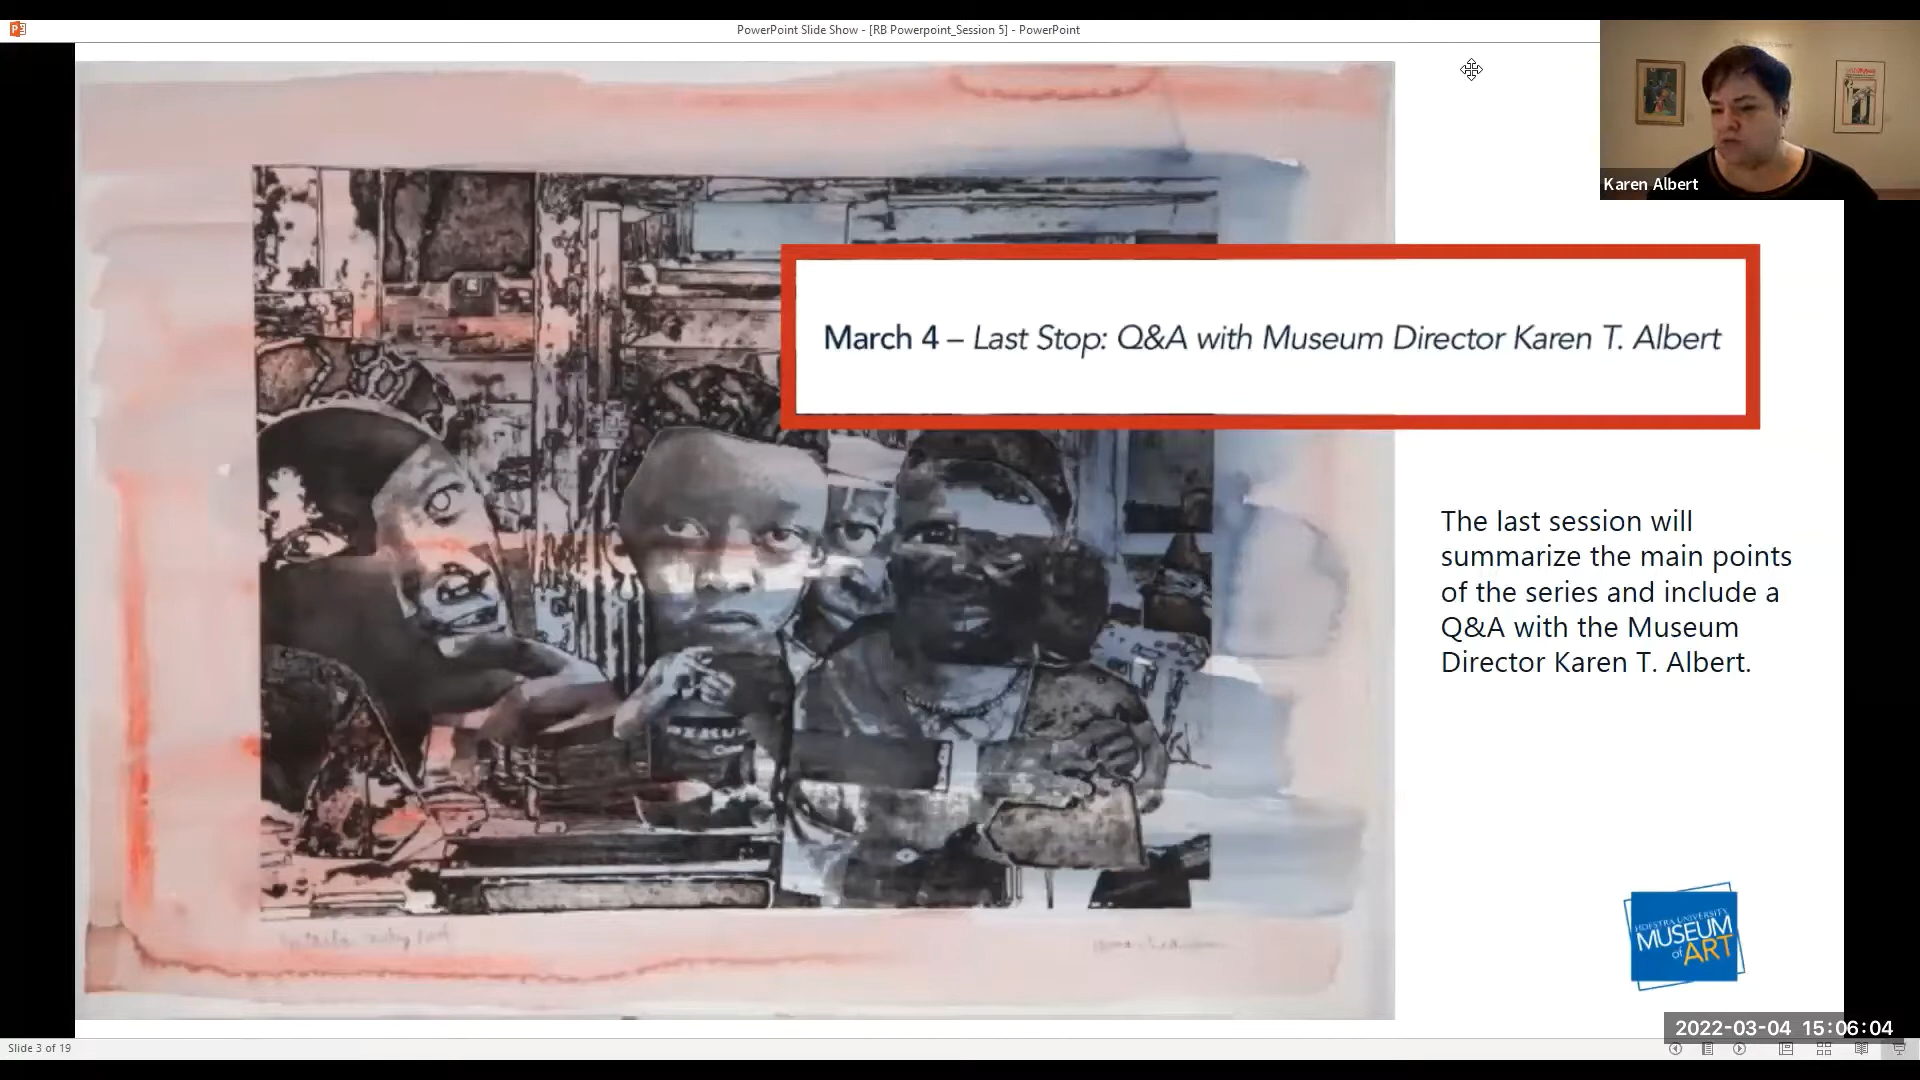 PowerPoint Slide Show - [RB Powerpoint_Session 5] - PowerPoint
Karen Albert
March 4 – Last Stop: Q&A with Museum Director Karen T. Albert
The last session will
summarize the main points
of the series and include a
Q&A with the Museum
Director Karen T. Albert.
HOFSTRA UNIVERSITY
MUSEUM
of ART
2022-03-04 15:06:04
Slide 3 of 19